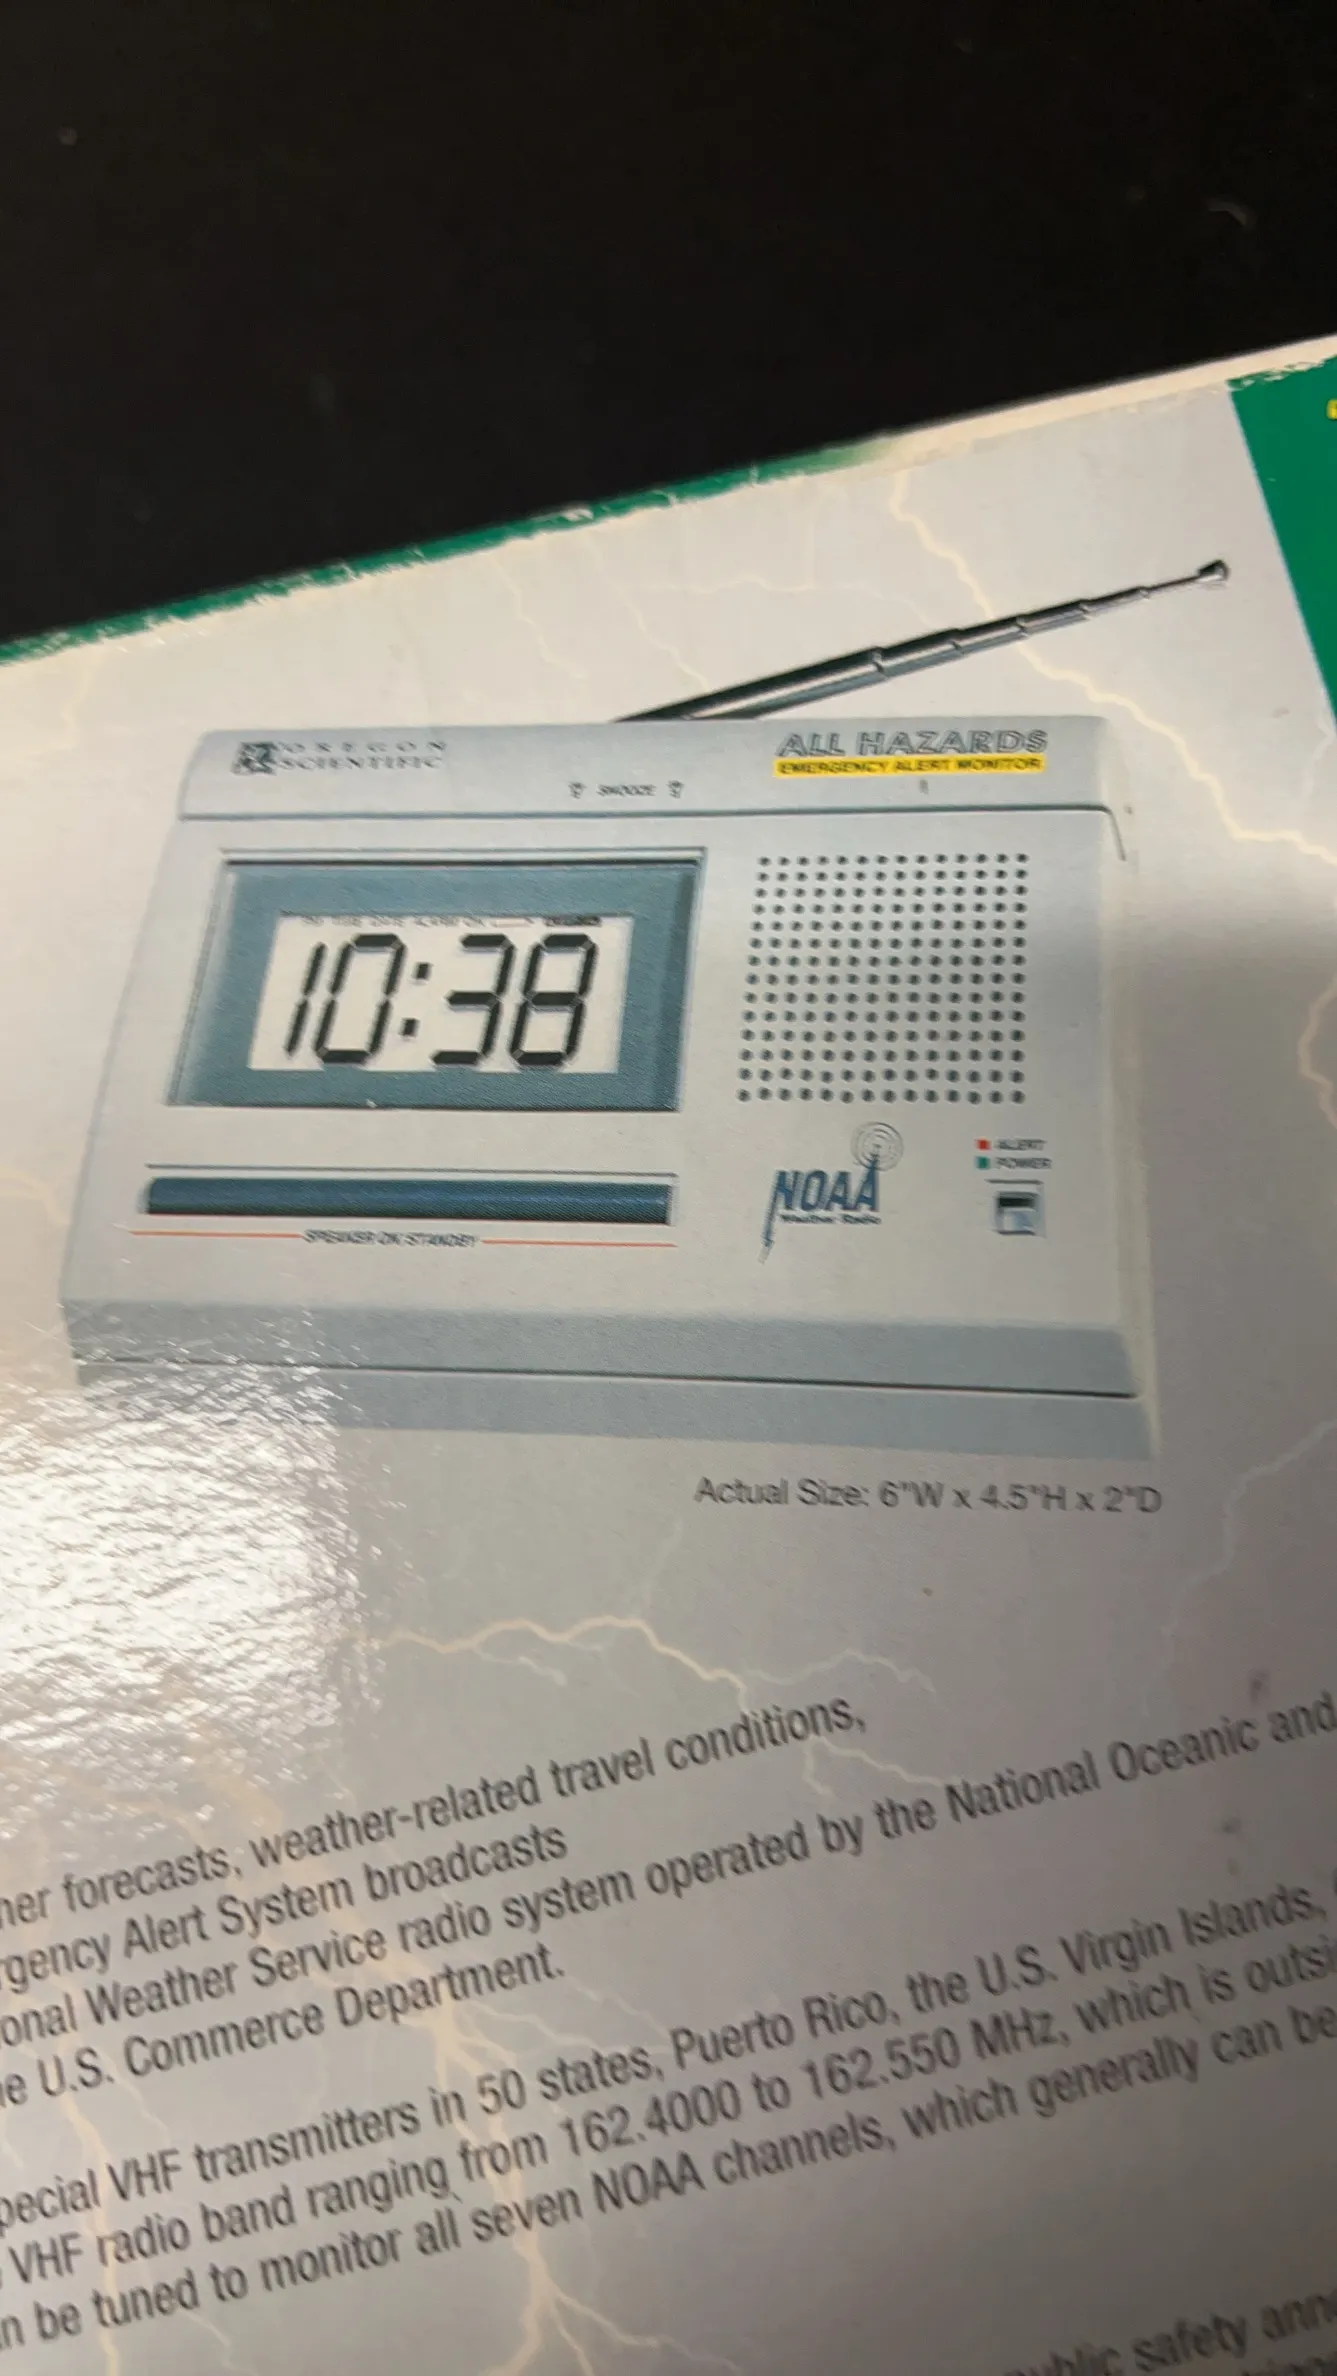 OREGON
SCIENTIFIC
ALL HAZARDS
EMERGENCY ALERT MONITOR
SNOOZE
10:38
NOAA
Weather Radio
ALERT
POWER
SPEAKER ON/STANDBY
Actual Size: 6"W x 4.5"H x 2"D
her forecasts, weather-related travel conditions,
rgency Alert System broadcasts
onal Weather Service radio system operated by the National Oceanic and
e U.S. Commerce Department.
pecial VHF transmitters in 50 states, Puerto Rico, the U.S. Virgin Islands,
VHF radio band ranging from 162.4000 to 162.550 MHz, which is outsi
n be tuned to monitor all seven NOAA channels, which generally can be
ublic safety ann